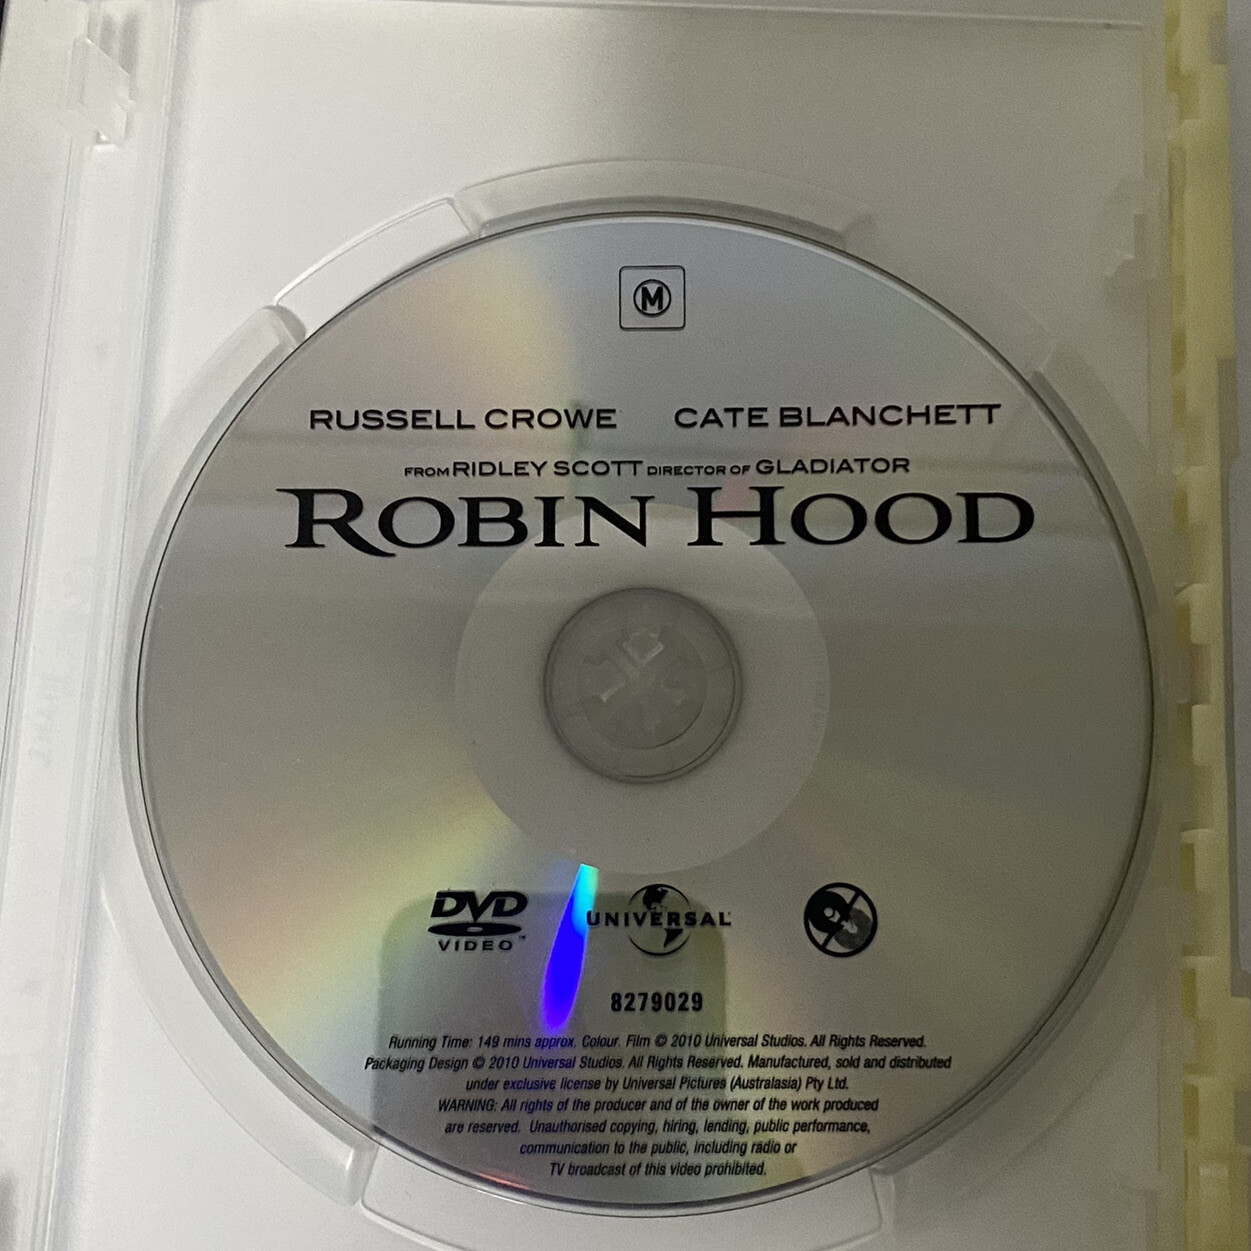 M
RUSSELL CROWE CATE BLANCHETT
FROM RIDLEY SCOTT DIRECTOR OF GLADIATOR
ROBIN HOOD
DVD
VIDEO™
UNIVERSAL
8279029
Running Time: 149 mins approx. Colour. Film © 2010 Universal Studios. All Rights Reserved.
Packaging Design © 2010 Universal Studios. All Rights Reserved. Manufactured, sold and distributed
under exclusive license by Universal Pictures (Australasia) Pty Ltd.
WARNING: All rights of the producer and of the owner of the work produced
are reserved. Unauthorised copying, hiring, lending, public performance,
communication to the public, including radio or
TV broadcast of this video prohibited.